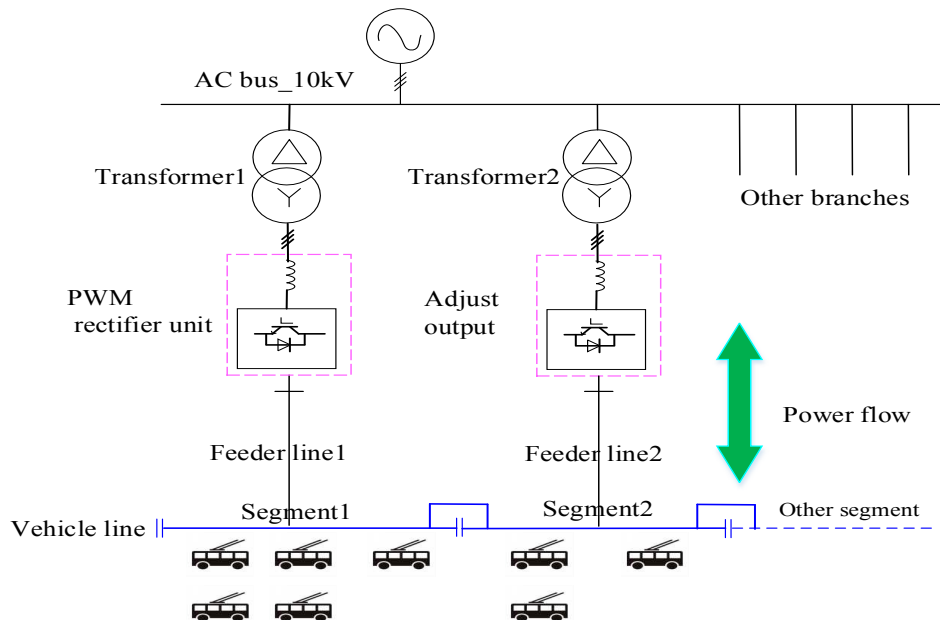 AC bus_10kV
Transformer1
Transformer2
Other branches
PWM
rectifier unit
Adjust
output
Power flow
Feeder line1
Feeder line2
Segment1
Segment2
Other segment
Vehicle line